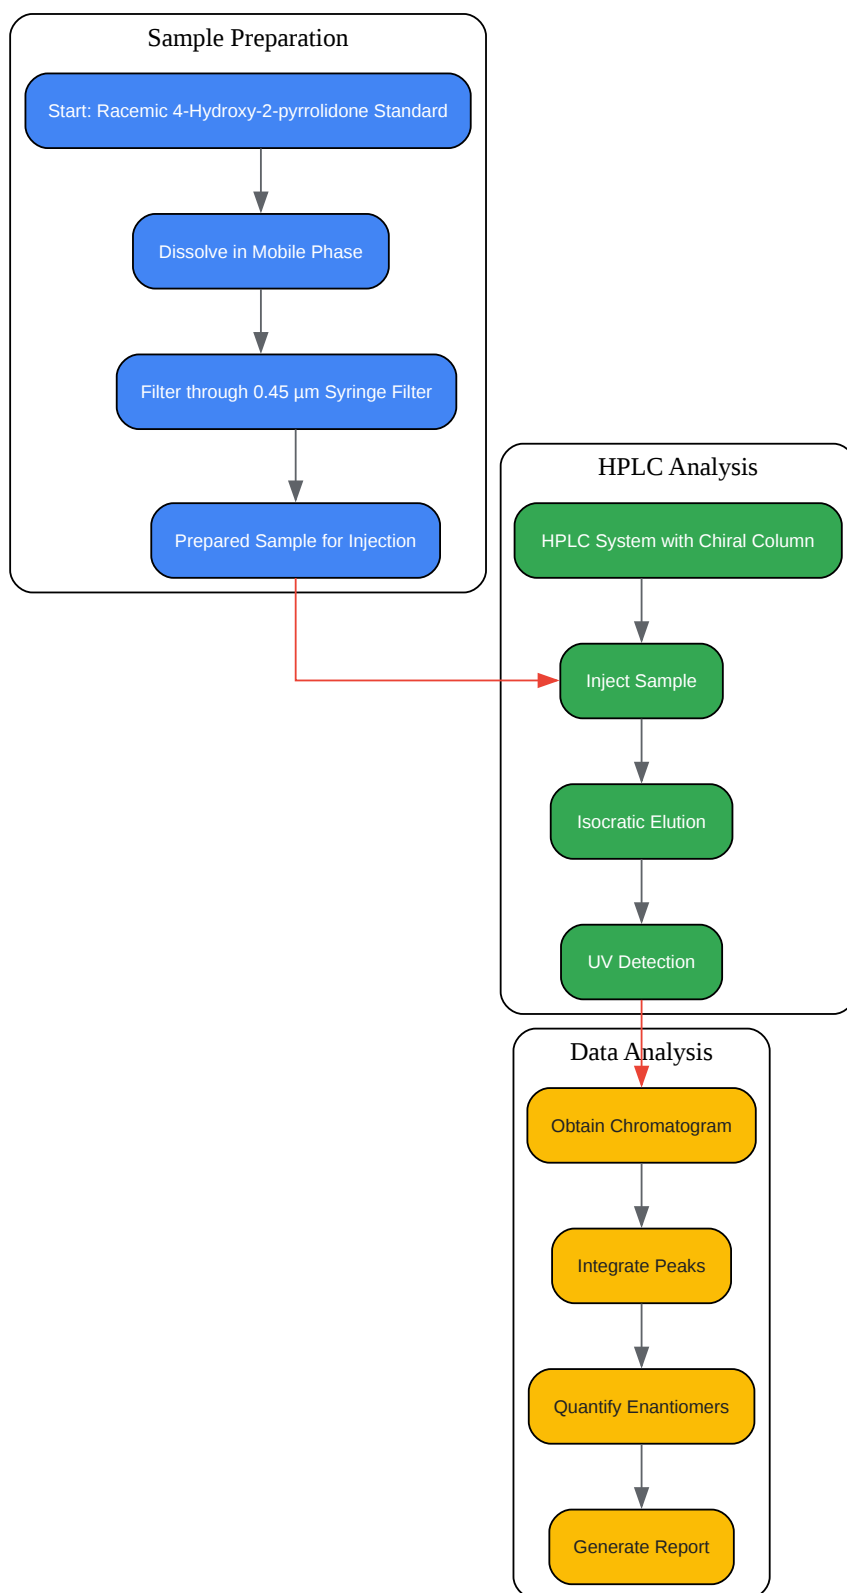 Sample Preparation
Start: Racemic 4-Hydroxy-2-pyrrolidone Standard
Dissolve in Mobile Phase
Filter through 0.45 µm Syringe Filter
Prepared Sample for Injection
HPLC Analysis
HPLC System with Chiral Column
Inject Sample
Isocratic Elution
UV Detection
Data Analysis
Obtain Chromatogram
Integrate Peaks
Quantify Enantiomers
Generate Report